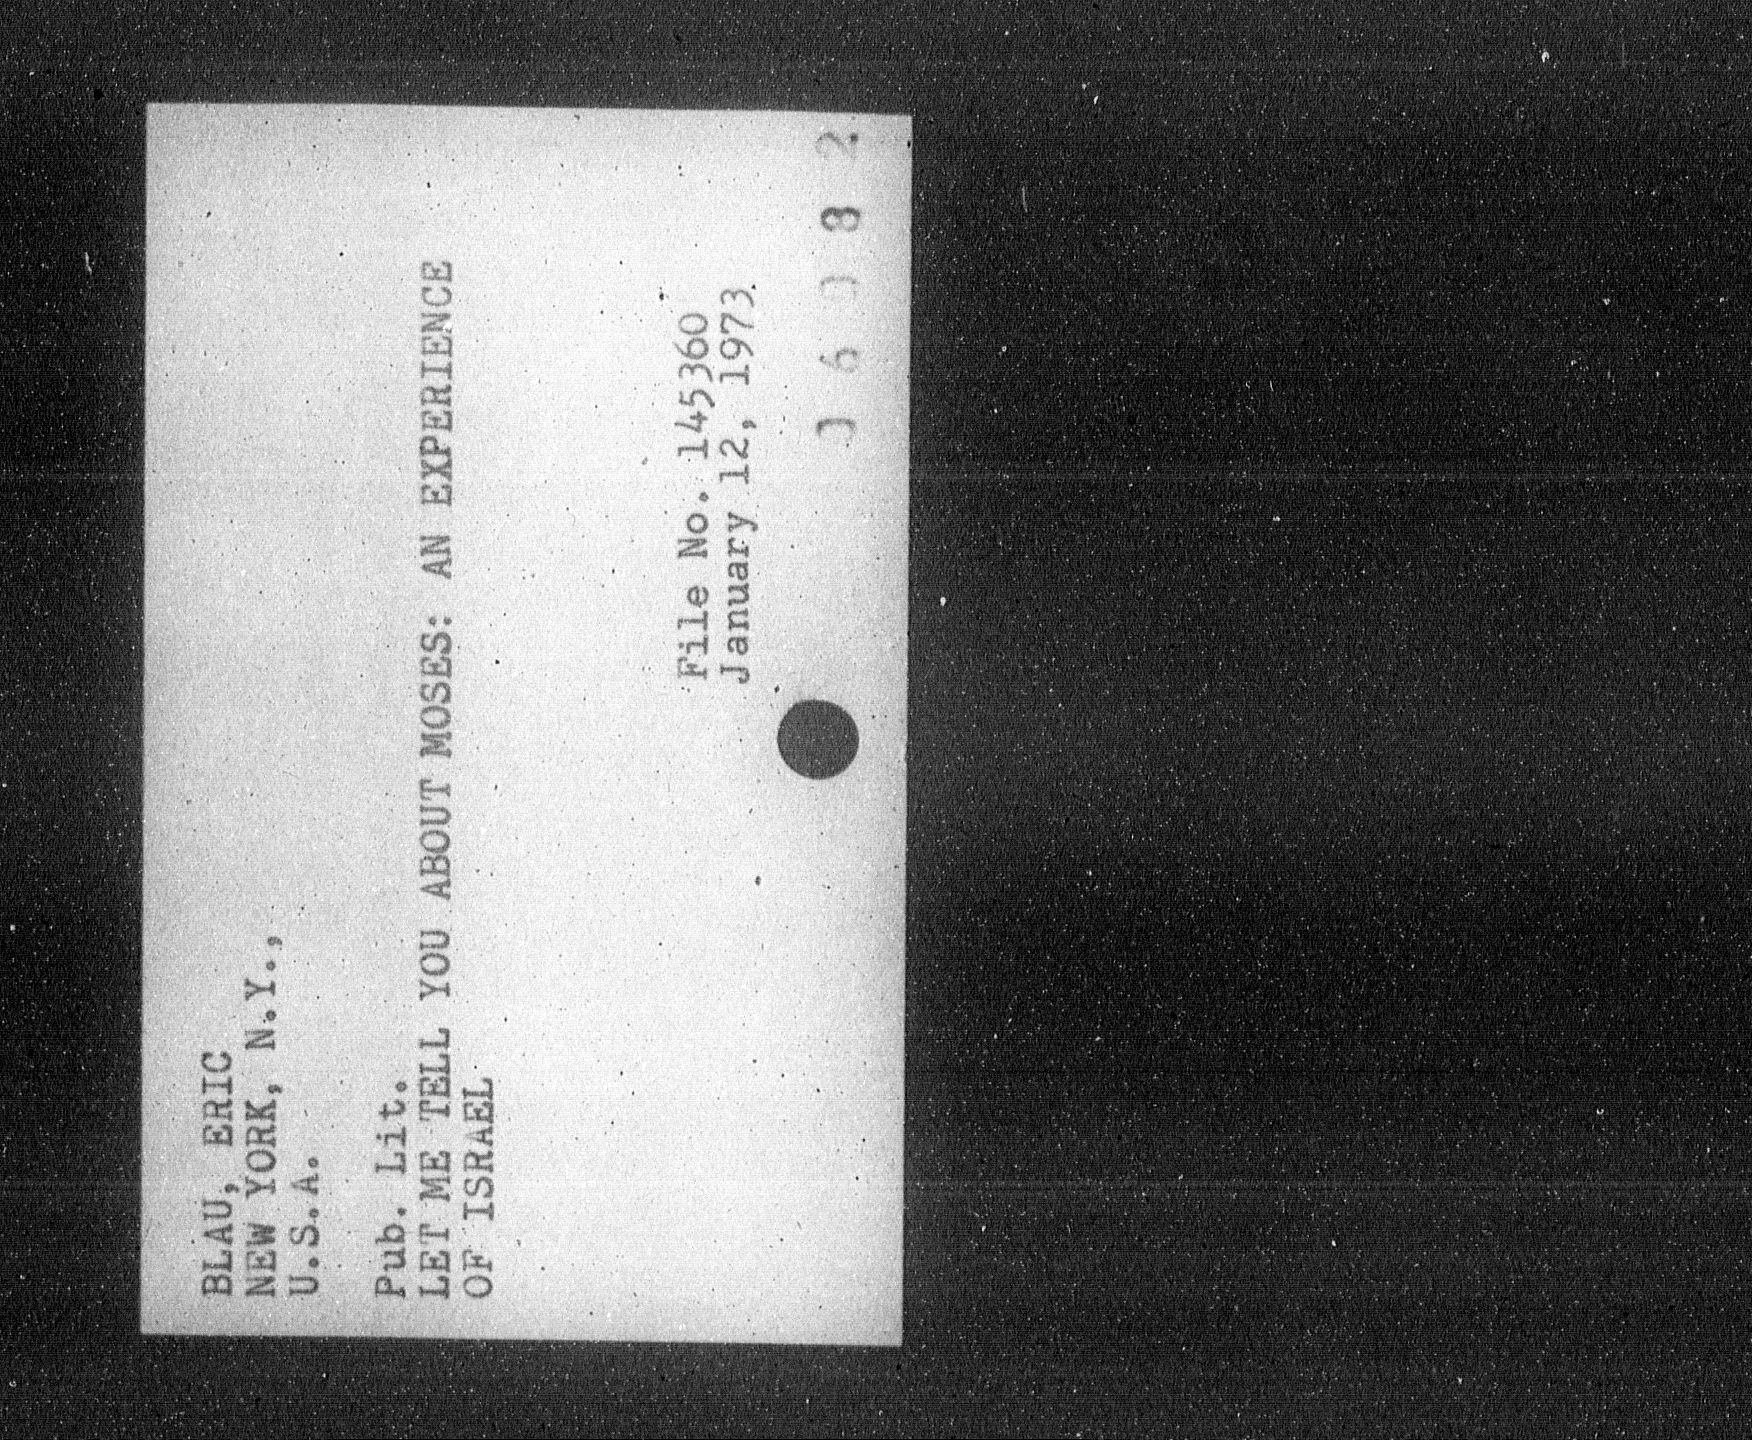 BLAU, ERIC
NEW YORK, N.Y.,
U.S.A.
Pub. Lit.
LET ME TELL YOU ABOUT MOSES: AN EXPERIENCE
OF ISRAEL
File No. 145360
January 12, 1973